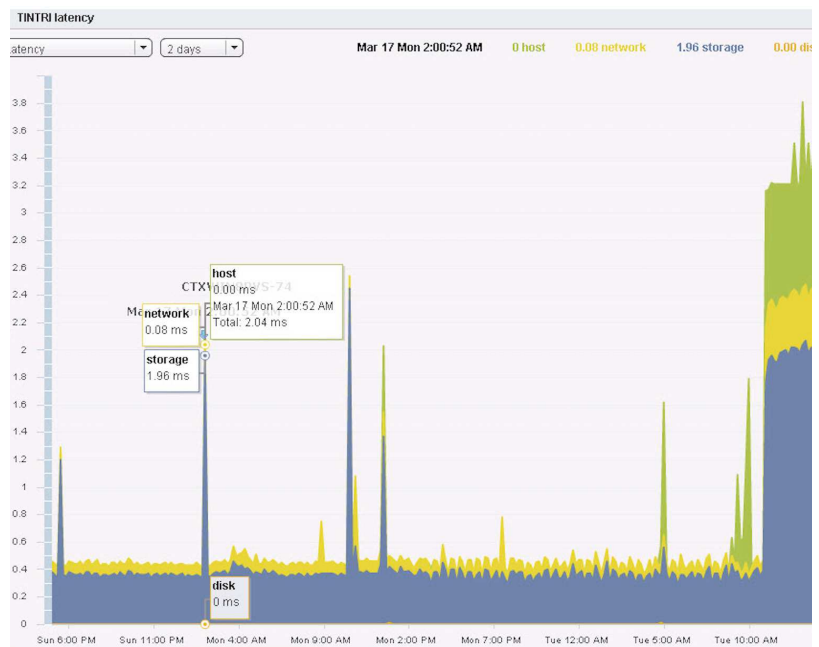 TINTRI latency
atency
2 days
Mar 17 Mon 2:00:52 AM
0 host
0.08 network
1.96 storage
0.00 dis
3.8
3.6
3.4
3.2
3
2.8
2.6
2.4
2.2
2
1.8
1.6
1.4
1.2
1
0.8
0.6
0.4
0.2
0
host
0.00 ms
Mar 17 Mon 2:00:52 AM
Total: 2.04 ms
network
0.08 ms
storage
1.96 ms
disk
0 ms
Sun 6:00 PM
Sun 11:00 PM
Mon 4:00 AM
Mon 9:00 AM
Mon 2:00 PM
Mon 7:00 PM
Tue 12:00 AM
Tue 5:00 AM
Tue 10:00 AM